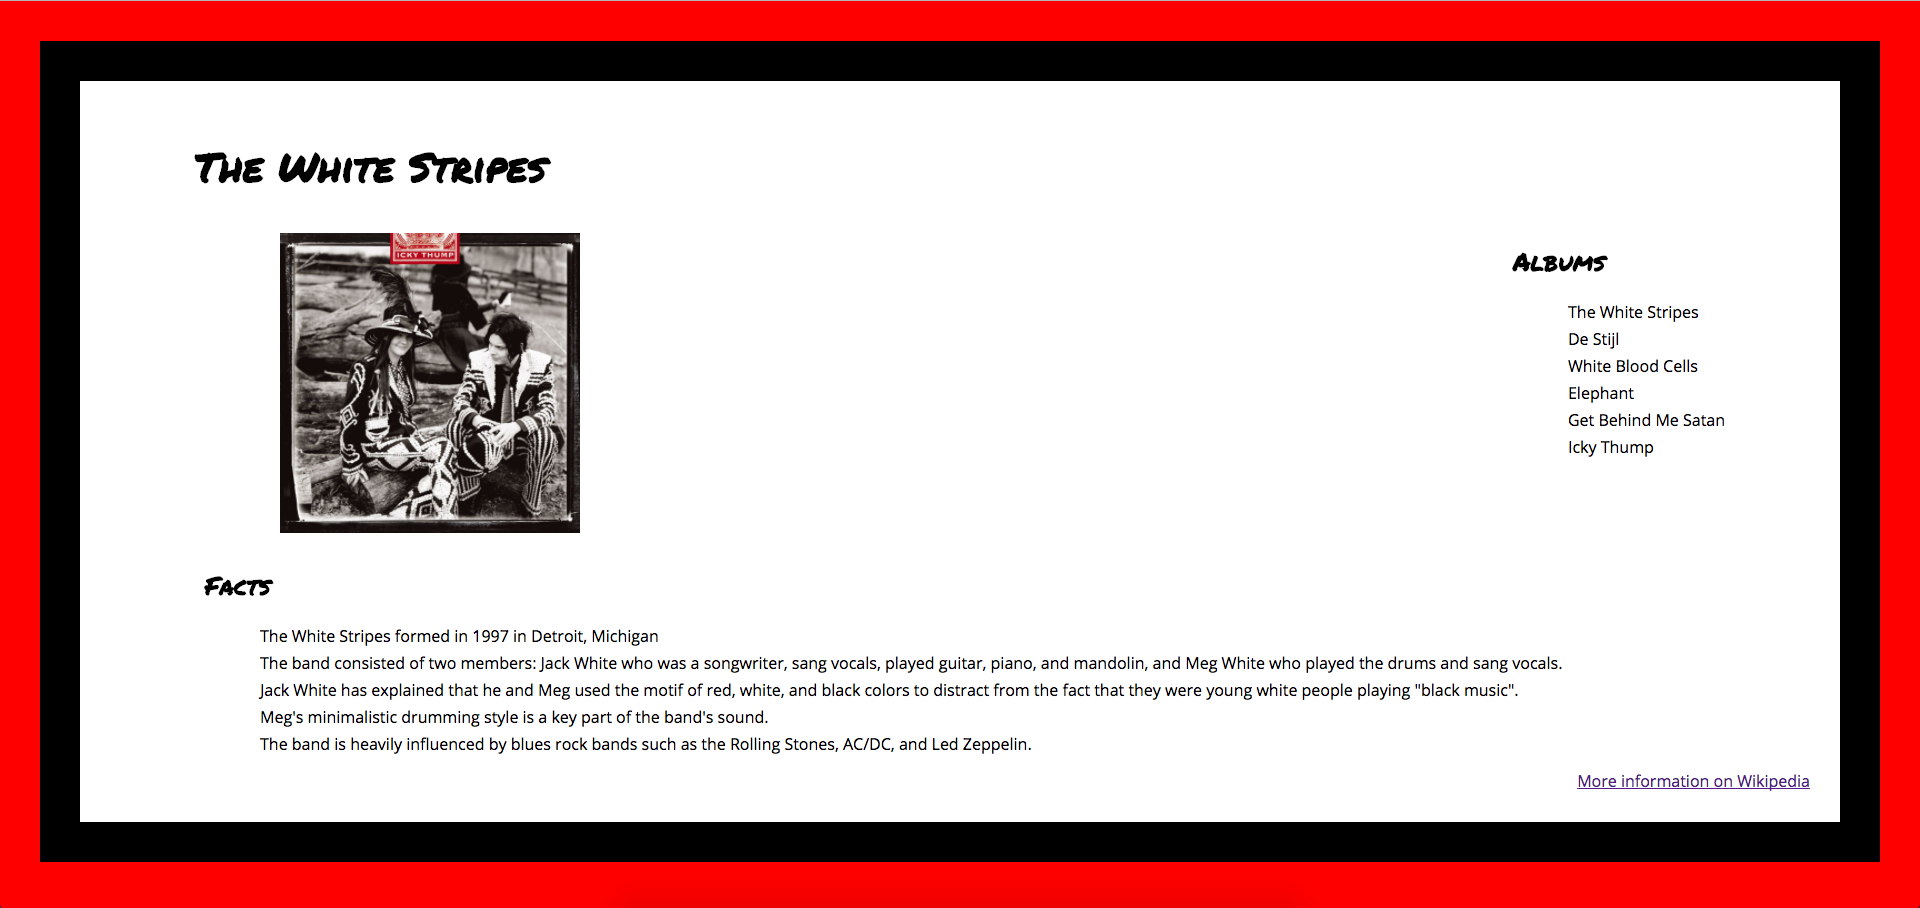 The White Stripes
ICKY THUMP
Albums
The White Stripes
De Stijl
White Blood Cells
Elephant
Get Behind Me Satan
Icky Thump
Facts
The White Stripes formed in 1997 in Detroit, Michigan
The band consisted of two members: Jack White who was a songwriter, sang vocals, played guitar, piano, and mandolin, and Meg White who played the drums and sang vocals.
Jack White has explained that he and Meg used the motif of red, white, and black colors to distract from the fact that they were young white people playing "black music".
Meg's minimalistic drumming style is a key part of the band's sound.
The band is heavily influenced by blues rock bands such as the Rolling Stones, AC/DC, and Led Zeppelin.
More information on Wikipedia